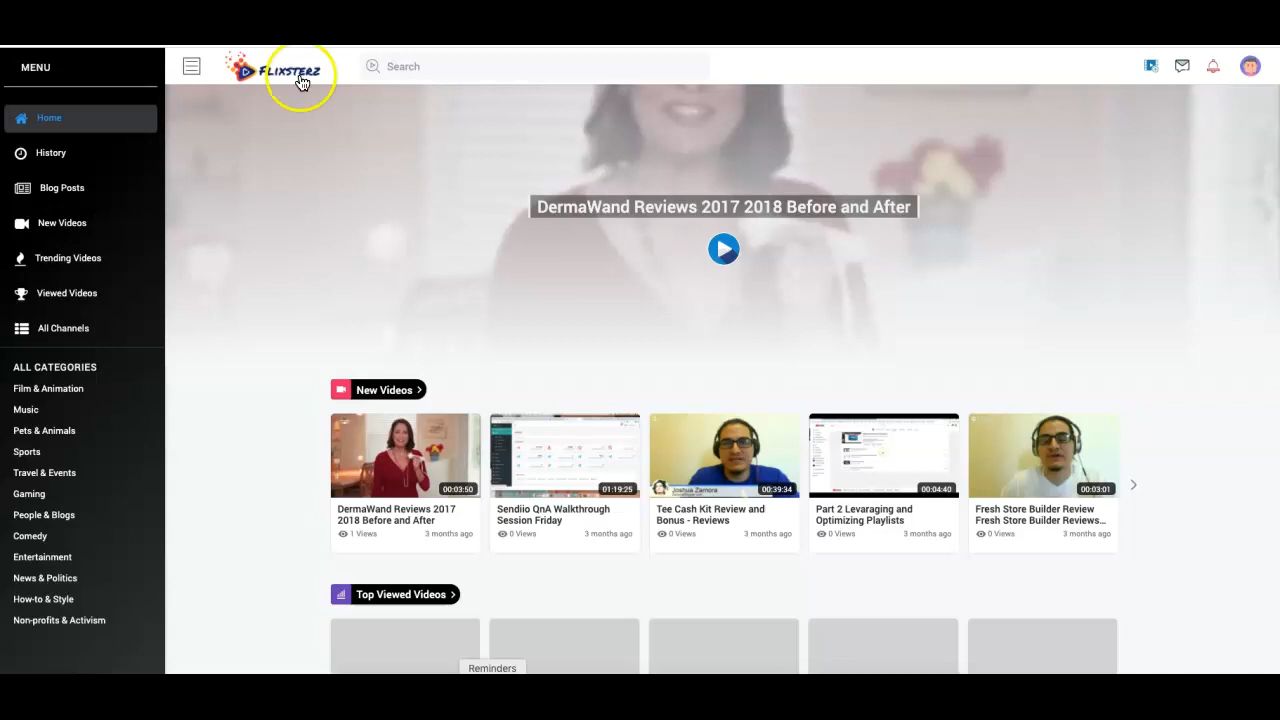 MENU
FLIXSTERZ
Search
Home
History
Blog Posts
New Videos
Trending Videos
Viewed Videos
All Channels
ALL CATEGORIES
Film & Animation
Music
Pets & Animals
Sports
Travel & Events
Gaming
People & Blogs
Comedy
Entertainment
News & Politics
How-to & Style
Non-profits & Activism
DermaWand Reviews 2017 2018 Before and After
New Videos
00:03:50
DermaWand Reviews 2017
2018 Before and After
1 Views 3 months ago
01:19:25
Sendiio QnA Walkthrough
Session Friday
0 Views 3 months ago
Joshua Zamora
00:39:34
Tee Cash Kit Review and
Bonus - Reviews
0 Views 3 months ago
00:04:40
Part 2 Levaraging and
Optimizing Playlists
0 Views 3 months ago
00:03:01
Fresh Store Builder Review
Fresh Store Builder Reviews...
0 Views 3 months ago
Top Viewed Videos
Reminders